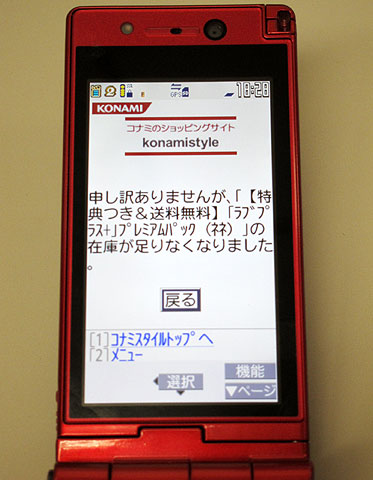 GPS 18:28
KONAMI
コナミのショッピングサイト
konamistyle
申し訳ありませんが、「【特
典つき&送料無料】「ラブプ
ラス+」プレミアムパック（ネネ）」の
在庫が足りなくなりました
。
戻る
[1]コナミスタイルトップへ
[2]メニュー
機能
選択
▼ページ